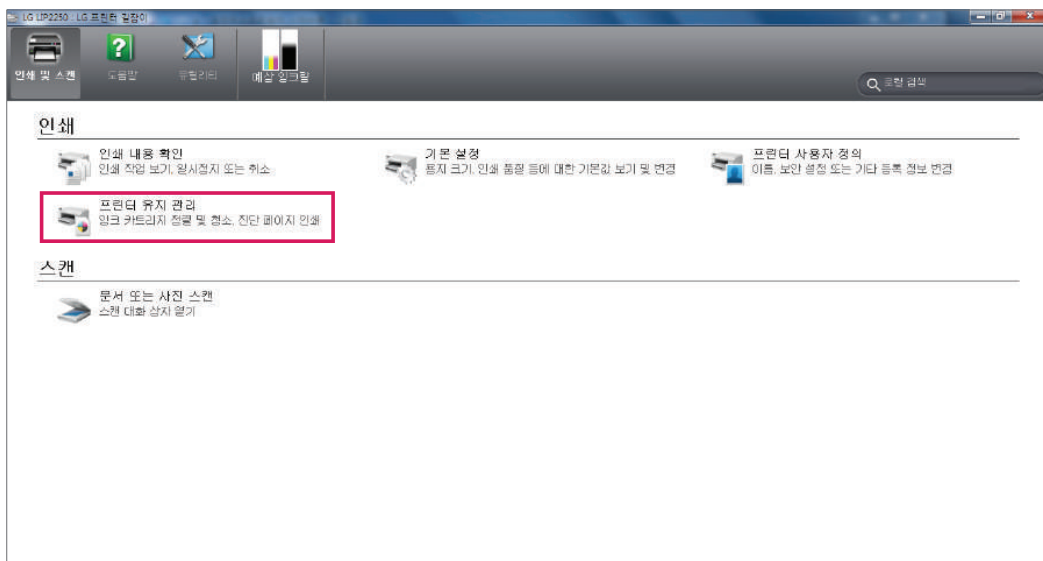 LG LIP2250 : LG 프린터 길잡이
인쇄 및 스캔
도움말
유틸리티
예상 잉크량
로컬 검색
인쇄
인쇄 내용 확인
인쇄 작업 보기, 일시정지 또는 취소
기본 설정
용지 크기, 인쇄 품질 등에 대한 기본값 보기 및 변경
프린터 사용자 정의
이름, 보안 설정 또는 기타 등록 정보 변경
프린터 유지 관리
잉크 카트리지 정렬 및 청소, 진단 페이지 인쇄
스캔
문서 또는 사진 스캔
스캔 대화 상자 열기